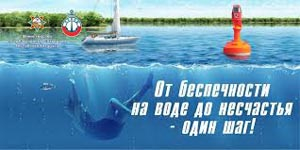 От беспечности
на воде до несчастья
- один шаг!